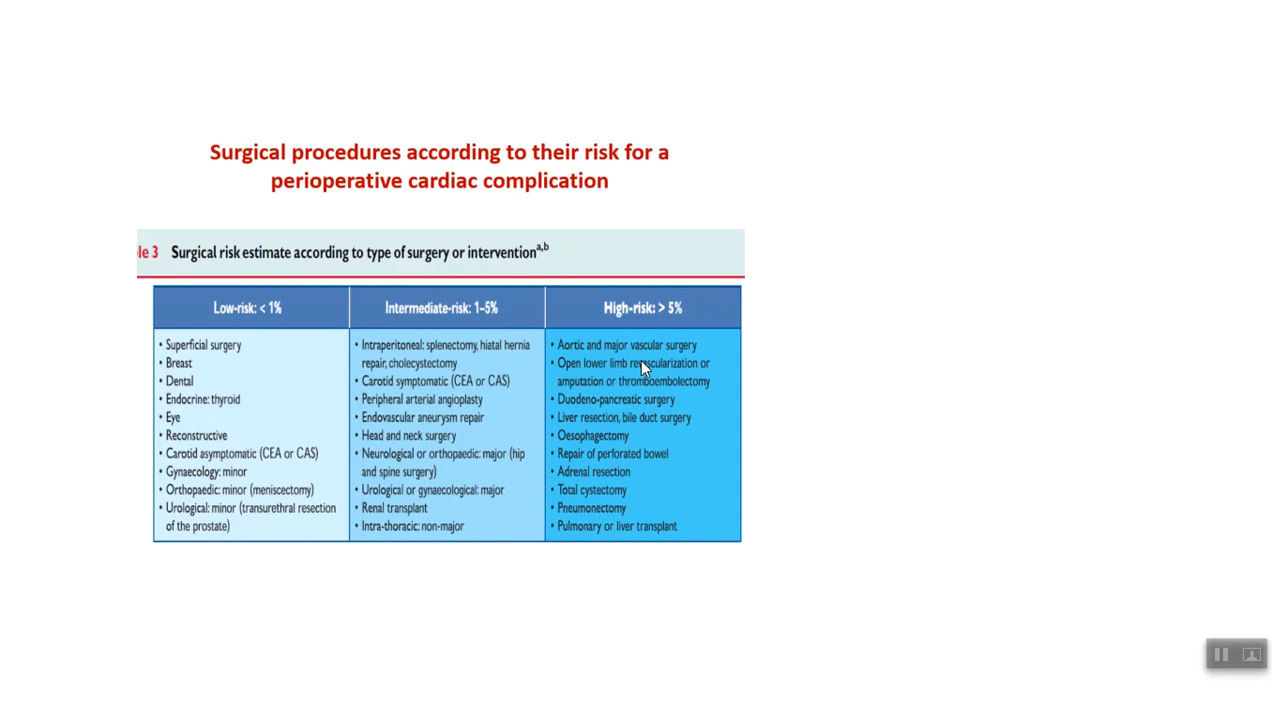 Surgical procedures according to their risk for a
perioperative cardiac complication
le 3 Surgical risk estimate according to type of surgery or intervention a,b
Low-risk: < 1%
• Superficial surgery
• Breast
• Dental
• Endocrine: thyroid
• Eye
• Reconstructive
• Carotid asymptomatic (CEA or CAS)
• Gynaecology: minor
• Orthopaedic: minor (meniscectomy)
• Urological: minor (transurethral resection
of the prostate)
Intermediate-risk: 1–5%
• Intraperitoneal: splenectomy, hiatal hernia
repair, cholecystectomy
• Carotid symptomatic (CEA or CAS)
• Peripheral arterial angioplasty
• Endovascular aneurysm repair
• Head and neck surgery
• Neurological or orthopaedic: major (hip
and spine surgery)
• Urological or gynaecological: major
• Renal transplant
• Intra-thoracic: non-major
High-risk: > 5%
• Aortic and major vascular surgery
• Open lower limb revascularization or
amputation or thromboembolectomy
• Duodeno-pancreatic surgery
• Liver resection, bile duct surgery
• Oesophagectomy
• Repair of perforated bowel
• Adrenal resection
• Total cystectomy
• Pneumonectomy
• Pulmonary or liver transplant